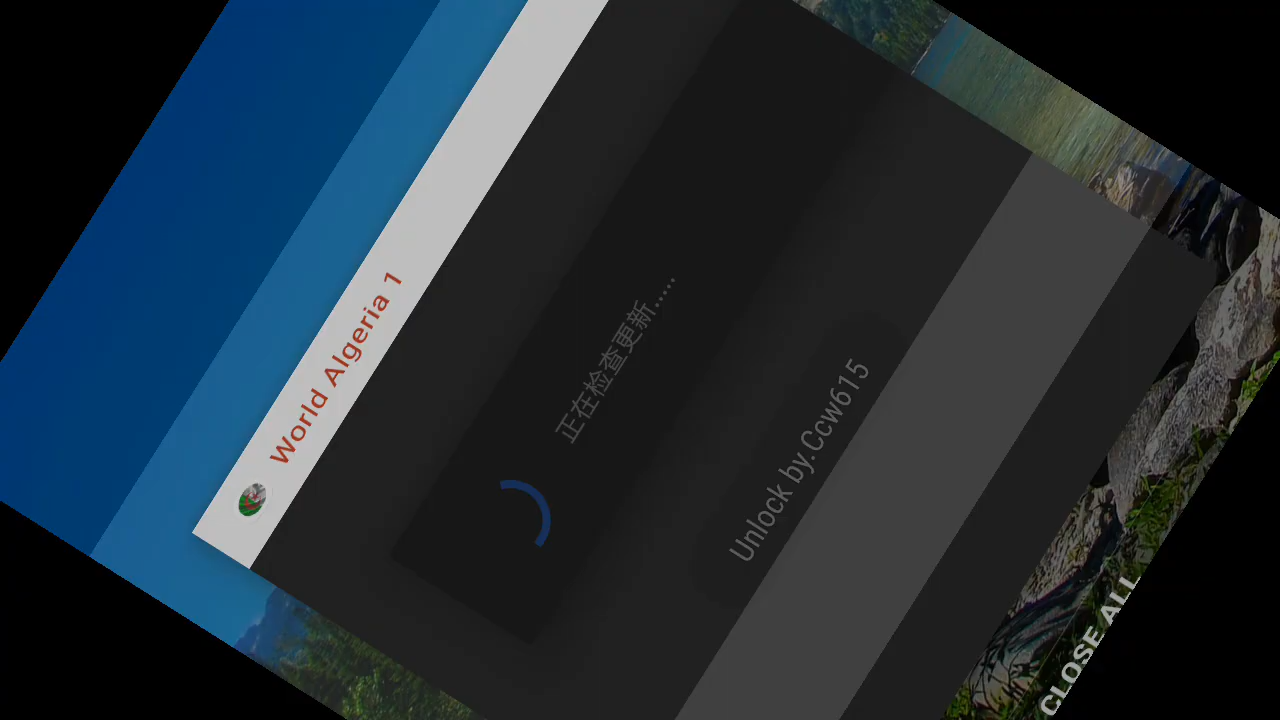 World Algeria 1
正在检查更新.....
Unlock by.Ccw615
CLOSE ALL